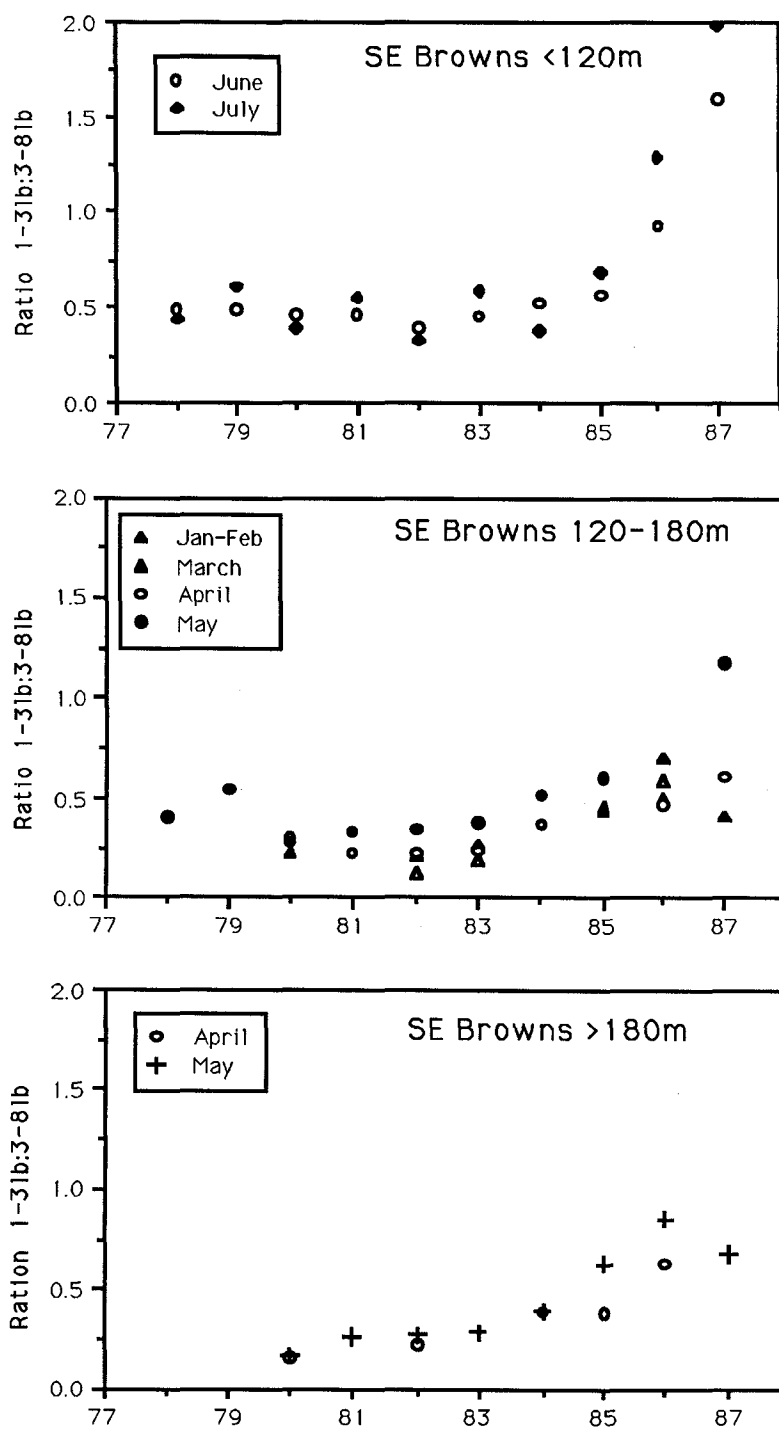 SE Browns <120m
June
July
Ratio 1-3lb:3-8lb
2.0
1.5
1.0
0.5
0.0
77 79 81 83 85 87
SE Browns 120-180m
Jan-Feb
March
April
May
Ratio 1-3lb:3-8lb
2.0
1.5
1.0
0.5
0.0
77 79 81 83 85 87
SE Browns >180m
April
May
Ration 1-3lb:3-8lb
2.0
1.5
1.0
0.5
0.0
77 79 81 83 85 87